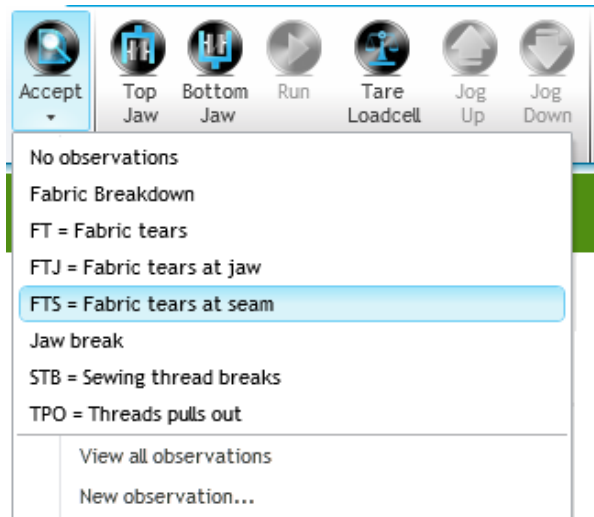 Accept Top Jaw Bottom Jaw Run Tare Loadcell Jog Up Jog Down
No observations
Fabric Breakdown
FT = Fabric tears
FTJ = Fabric tears at jaw
FTS = Fabric tears at seam
Jaw break
STB = Sewing thread breaks
TPO = Threads pulls out
View all observations
New observation...